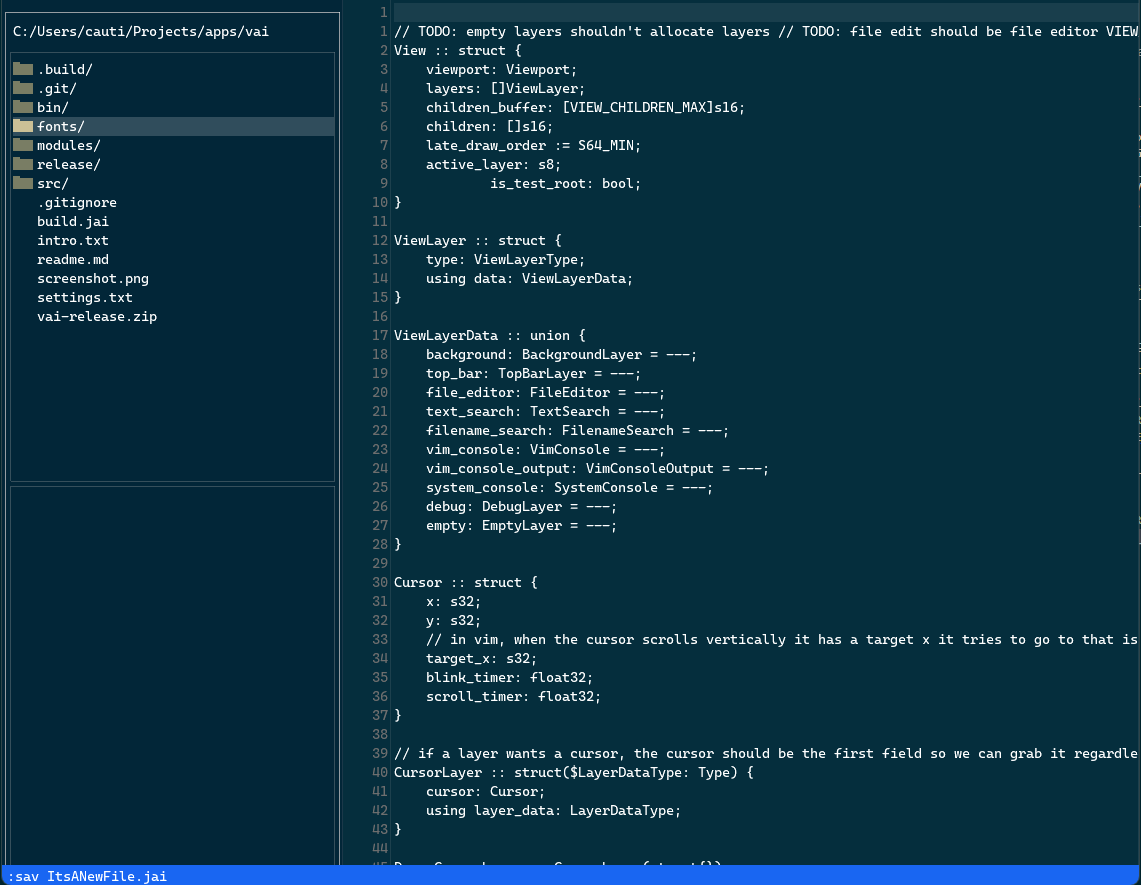 C:/Users/cauti/Projects/apps/vai
.build/
.git/
bin/
fonts/
modules/
release/
src/
.gitignore
build.jai
intro.txt
readme.md
screenshot.png
settings.txt
vai-release.zip
1
1 // TODO: empty layers shouldn't allocate layers // TODO: file edit should be file editor VIEW
2 View :: struct {
3     viewport: Viewport;
4     layers: []ViewLayer;
5     children_buffer: [VIEW_CHILDREN_MAX]s16;
6     children: []s16;
7     late_draw_order := S64_MIN;
8     active_layer: s8;
9             is_test_root: bool;
10 }
11
12 ViewLayer :: struct {
13     type: ViewLayerType;
14     using data: ViewLayerData;
15 }
16
17 ViewLayerData :: union {
18     background: BackgroundLayer = ---;
19     top_bar: TopBarLayer = ---;
20     file_editor: FileEditor = ---;
21     text_search: TextSearch = ---;
22     filename_search: FilenameSearch = ---;
23     vim_console: VimConsole = ---;
24     vim_console_output: VimConsoleOutput = ---;
25     system_console: SystemConsole = ---;
26     debug: DebugLayer = ---;
27     empty: EmptyLayer = ---;
28 }
29
30 Cursor :: struct {
31     x: s32;
32     y: s32;
33     // in vim, when the cursor scrolls vertically it has a target x it tries to go to that is
34     target_x: s32;
35     blink_timer: float32;
36     scroll_timer: float32;
37 }
38
39 // if a layer wants a cursor, the cursor should be the first field so we can grab it regardle
40 CursorLayer :: struct($LayerDataType: Type) {
41     cursor: Cursor;
42     using layer_data: LayerDataType;
43 }
44
:sav ItsANewFile.jai